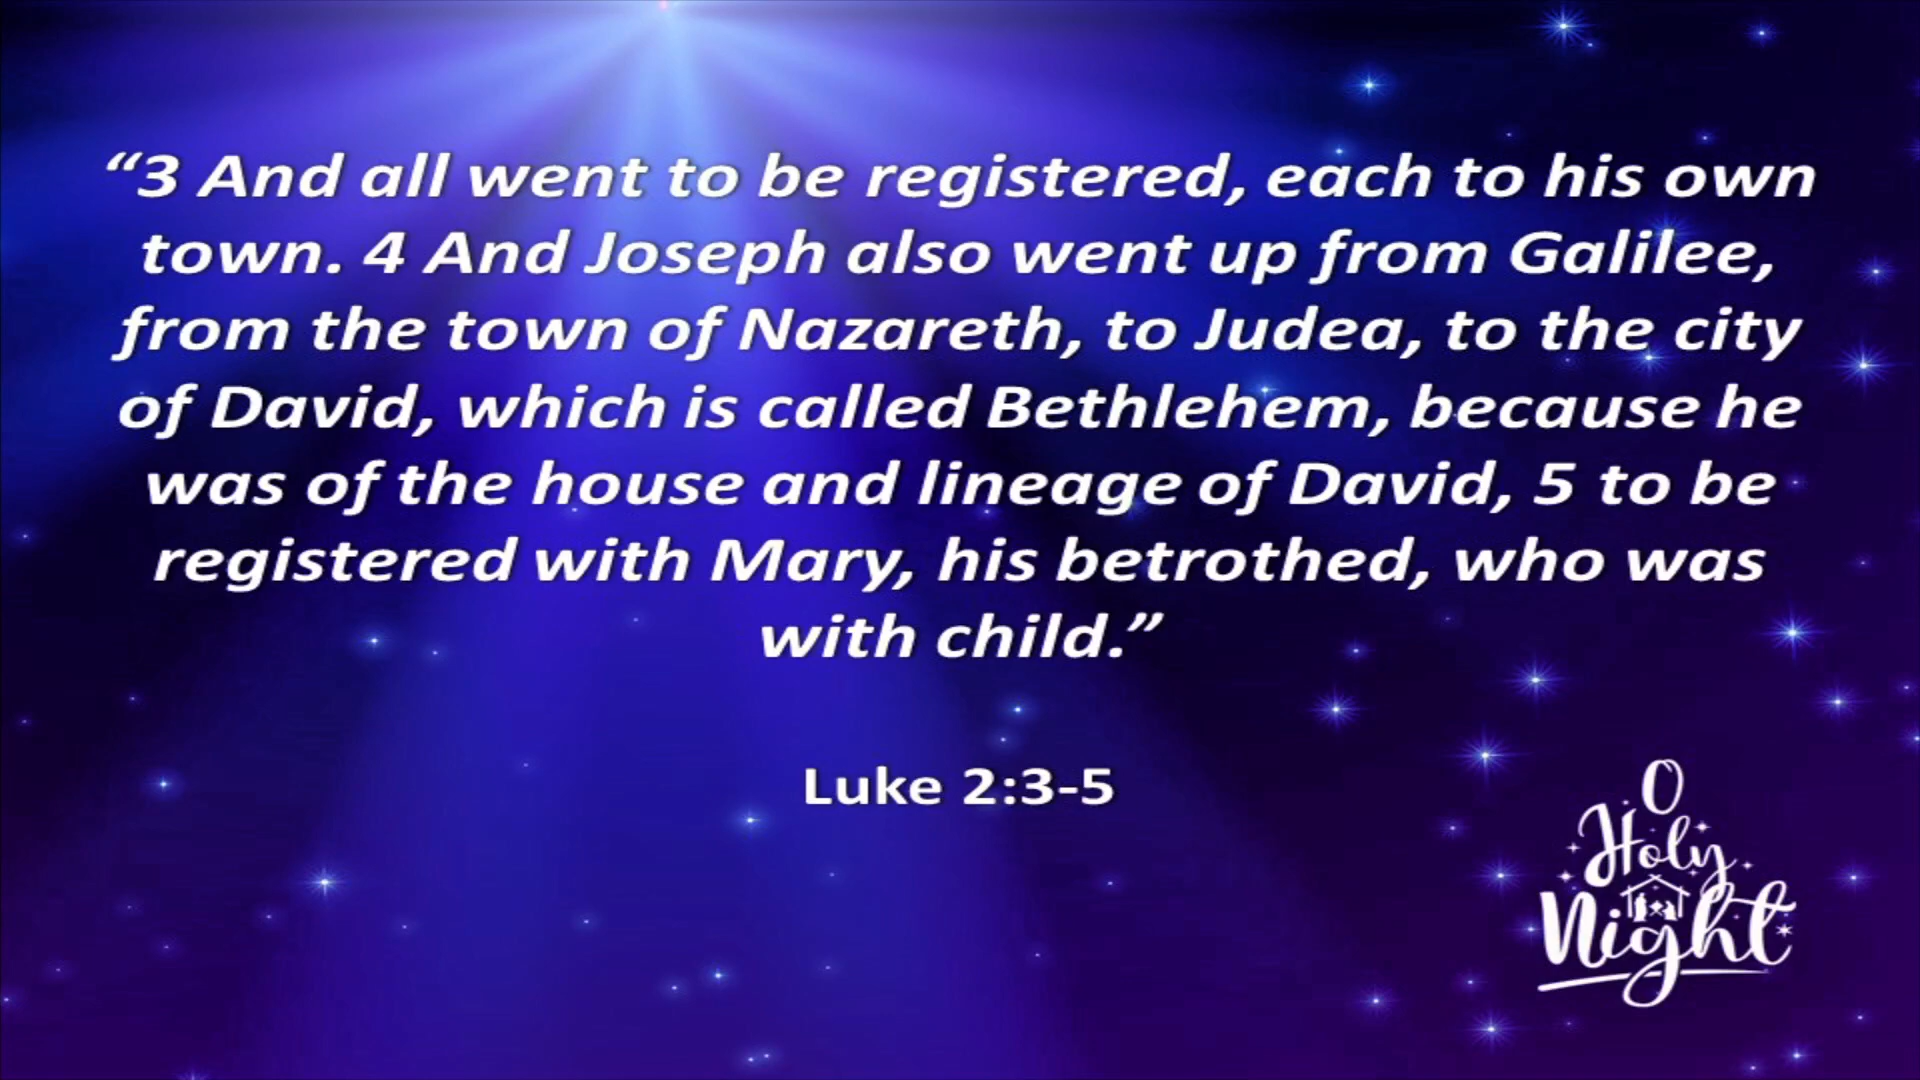 “3 And all went to be registered, each to his own
town. 4 And Joseph also went up from Galilee,
from the town of Nazareth, to Judea, to the city
of David, which is called Bethlehem, because he
was of the house and lineage of David, 5 to be
registered with Mary, his betrothed, who was
with child.”
Luke 2:3-5
O
Holy
Night